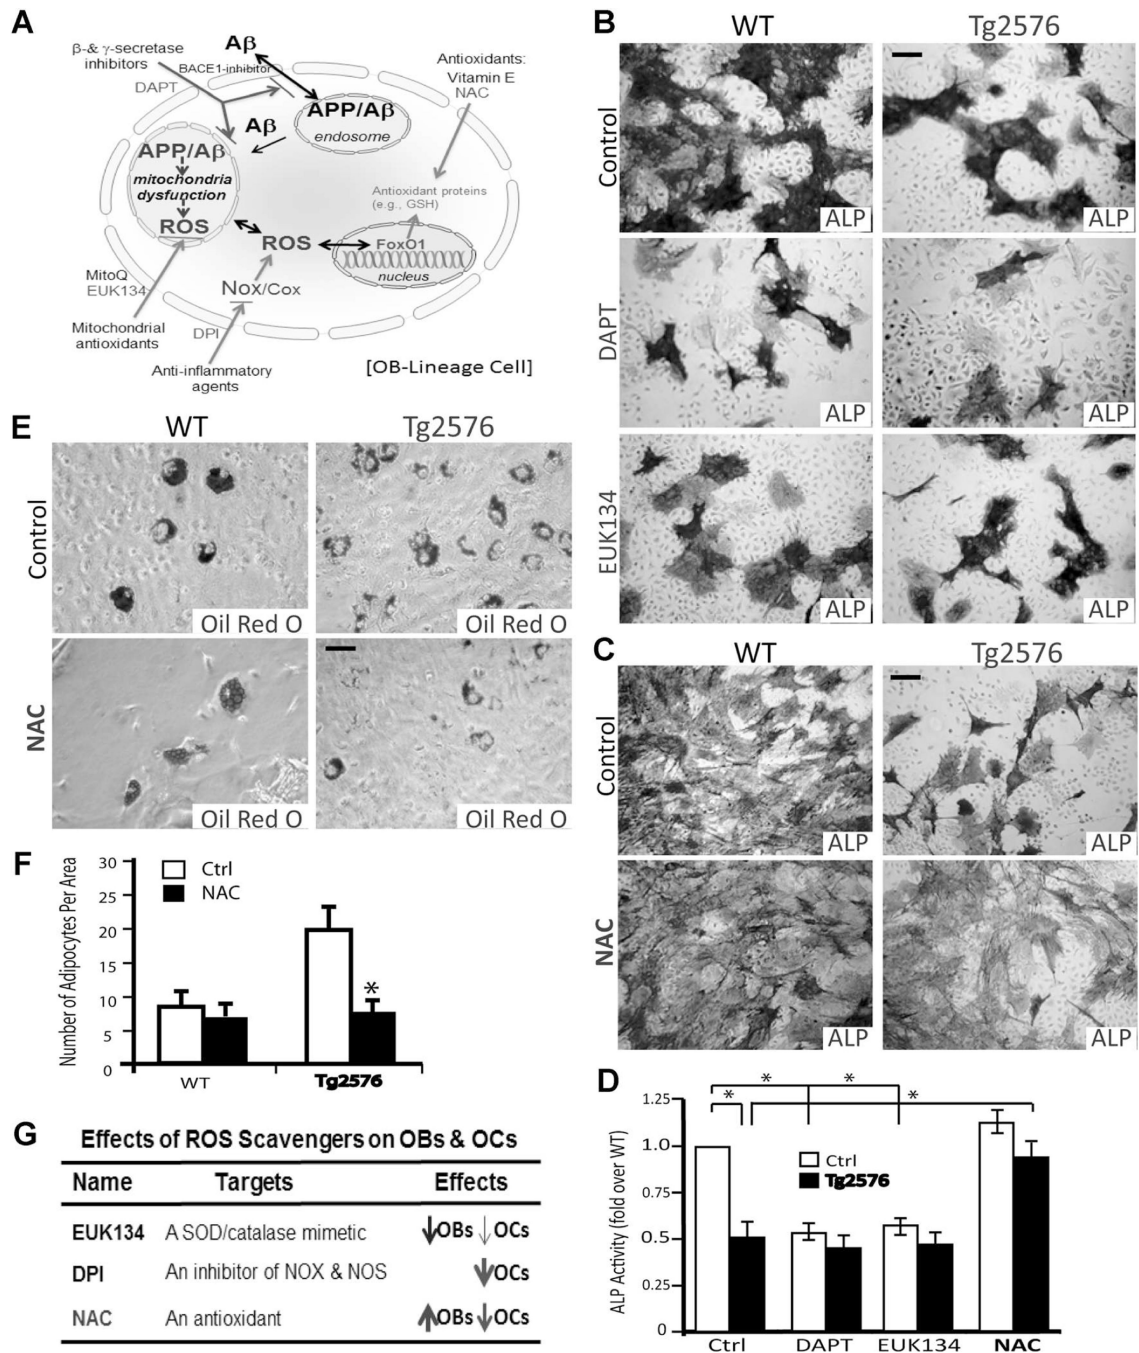 A
β-& γ-secretase
inhibitors
Aβ
BACE1-inhibitor
DAPT
Antioxidants:
Vitamin E
NAC
APP/Aβ
endosome
Aβ
APP/Aβ
mitochondria
dysfunction
ROS
Antioxidant proteins
(e.g., GSH)
ROS
FoxO1
nucleus
MitoQ
EUK134
Nox/Cox
DPI
Mitochondrial
antioxidants
Anti-inflammatory
agents
[OB-Lineage Cell]
B
WT
Tg2576
Control
ALP
ALP
DAPT
ALP
ALP
EUK134
ALP
ALP
C
WT
Tg2576
Control
ALP
ALP
NAC
ALP
ALP
D
ALP Activity (fold over WT)
1.25
1.0
0.75
0.5
0.25
0
* * * *
Ctrl
Tg2576
Ctrl
DAPT
EUK134
NAC
E
WT
Tg2576
Control
Oil Red O
Oil Red O
NAC
Oil Red O
Oil Red O
F
Number of Adipocytes Per Area
30
25
20
15
10
5
0
Ctrl
NAC
*
WT
Tg2576
G
Effects of ROS Scavengers on OBs & OCs
Name Targets Effects
EUK134 A SOD/catalase mimetic ↓OBs ↓OCs
DPI An inhibitor of NOX & NOS ↓OCs
NAC An antioxidant ↑OBs ↓OCs